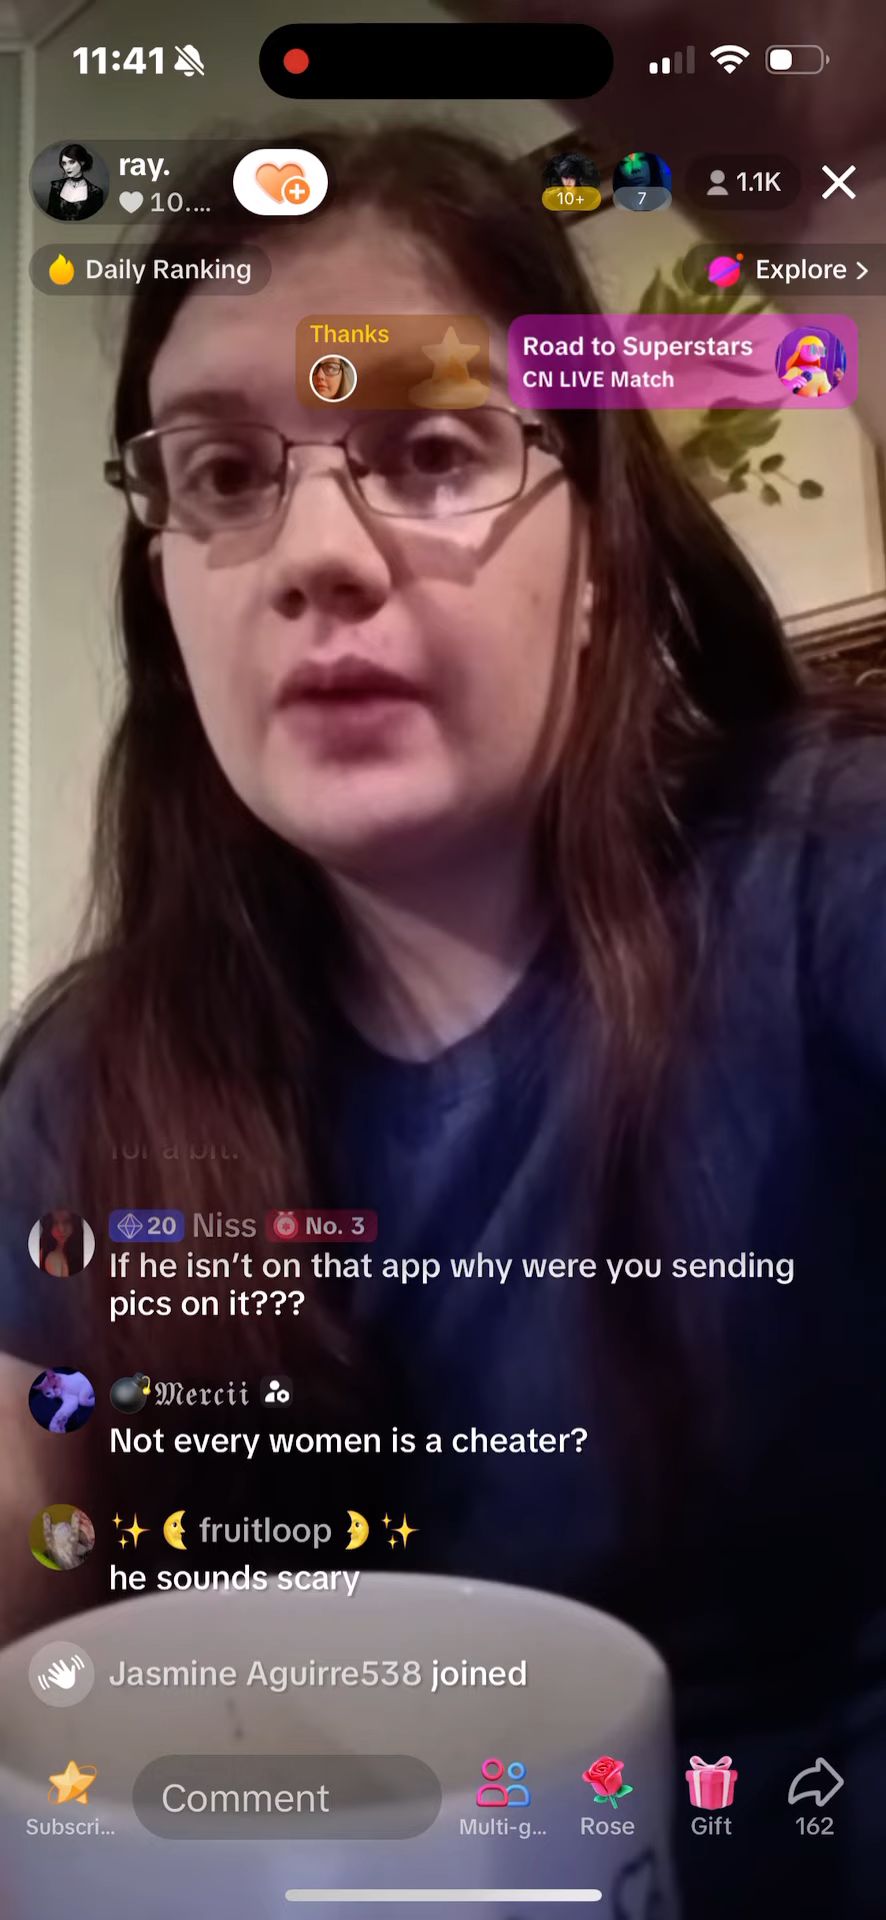 11:41
ray.
10....
10+
7
1.1K
Daily Ranking
Explore >
Thanks
Road to Superstars
CN LIVE Match
for a bit.
20 Niss No. 3
If he isn't on that app why were you sending
pics on it???
💣𝕸𝖊𝖗𝖈𝖎𝖎
Not every women is a cheater?
✨🌜fruitloop🌛✨
he sounds scary
Jasmine Aguirre538 joined
Subscri...
Comment
Multi-g...
Rose
Gift
162